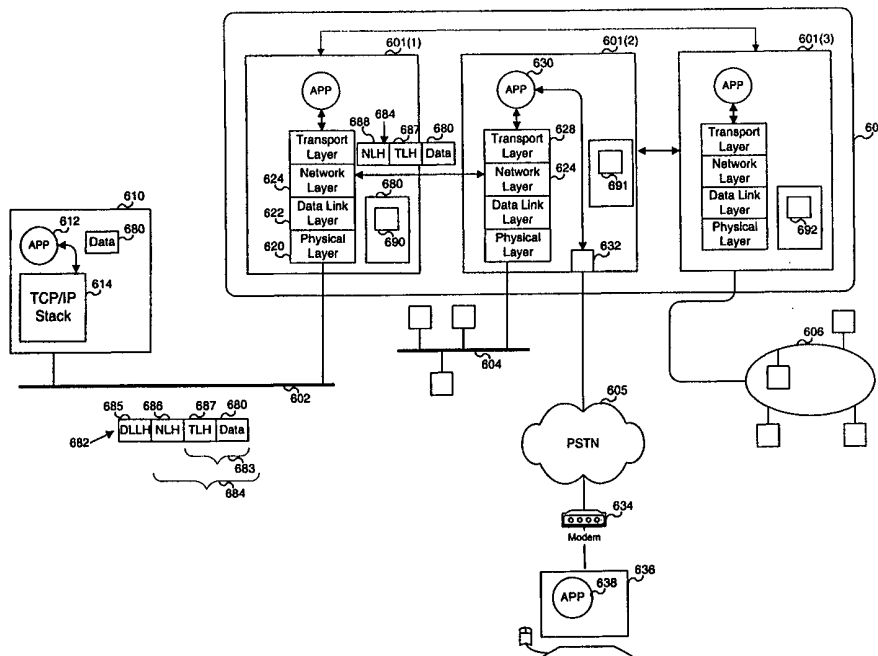 601(1)
601(2)
601(3)
630
APP
APP
APP
688
684
687
680
628
Transport Layer
NLH
TLH
Data
Transport Layer
Transport Layer
624
Network Layer
Network Layer
624
Network Layer
691
622
Data Link Layer
680
Data Link Layer
Data Link Layer
620
Physical Layer
690
Physical Layer
632
Physical Layer
692
610
612
APP
Data
680
614
TCP/IP Stack
602
604
606
685
686
687
680
682
DLLH
NLH
TLH
Data
683
684
605
PSTN
634
Modem
636
APP
638